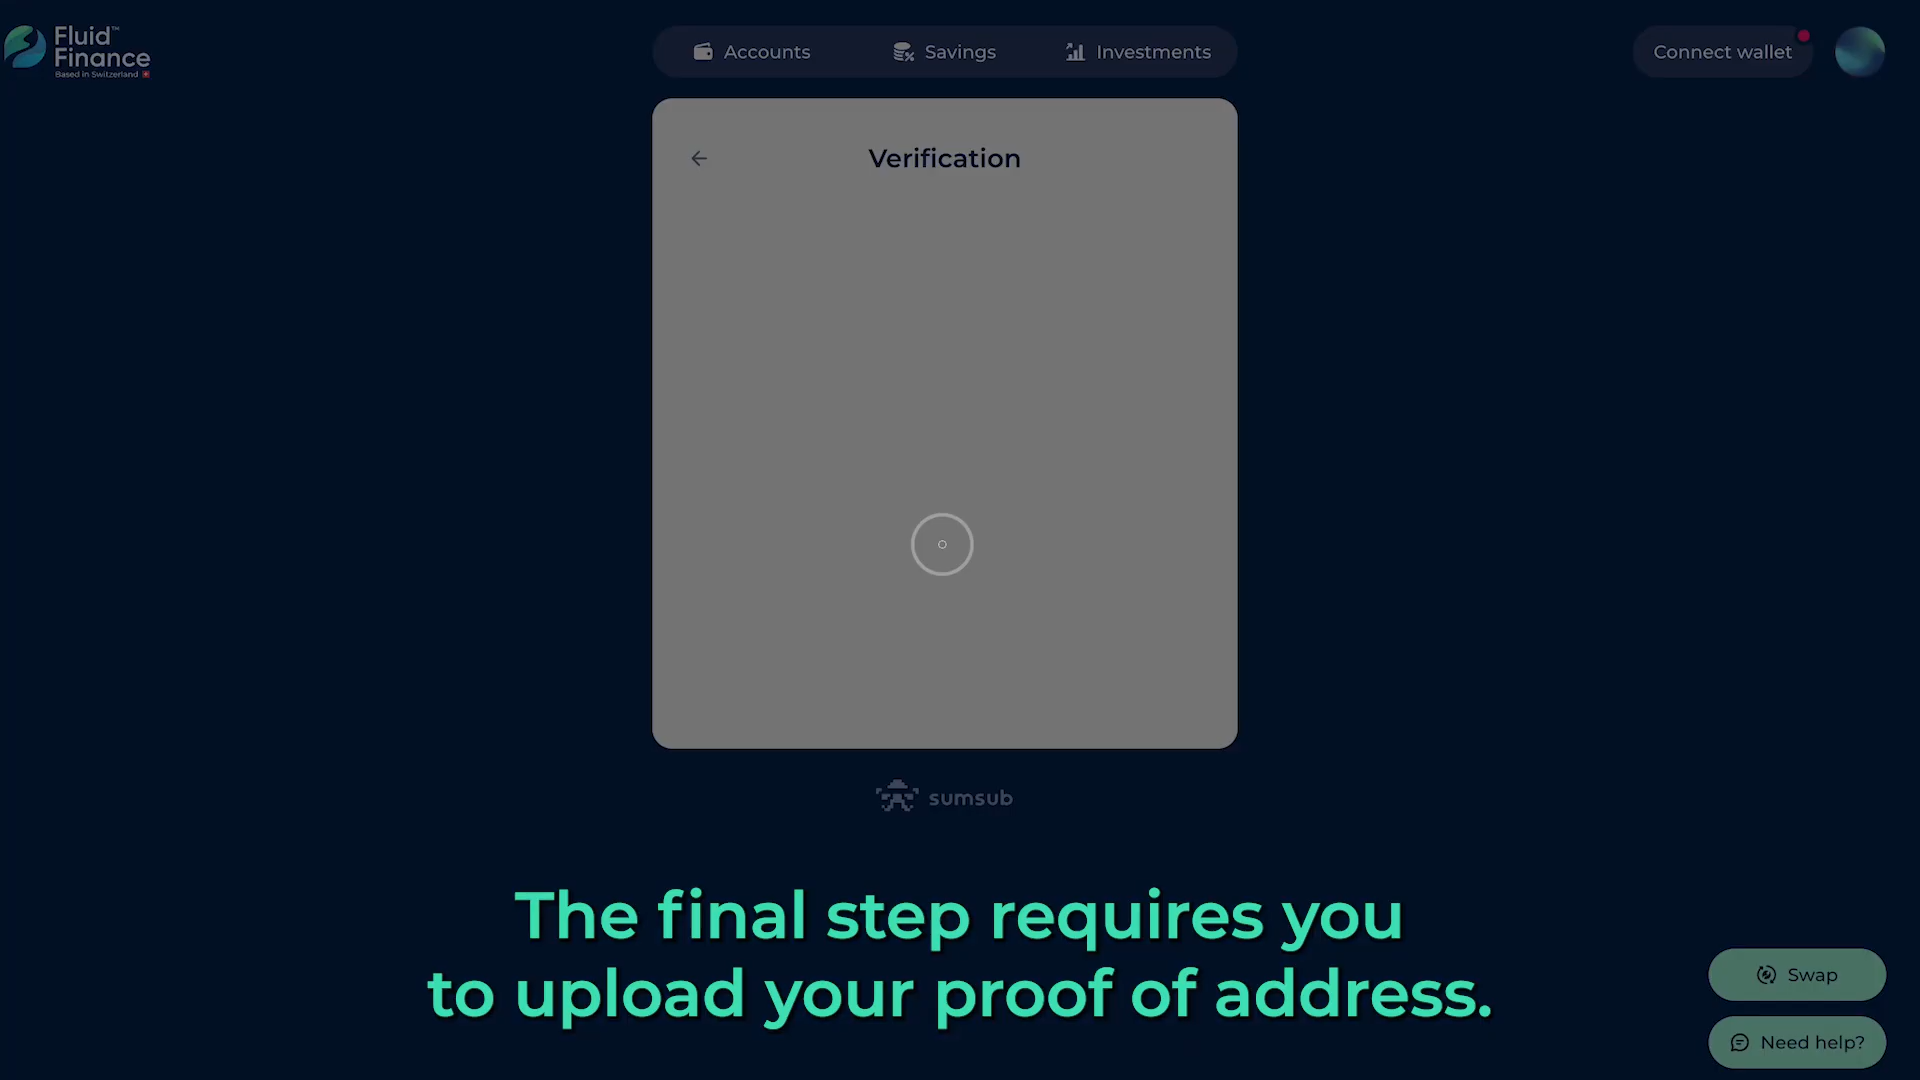 Fluid™
Finance
Based in Switzerland
Accounts
Savings
Investments
Connect wallet
Verification
sumsub
The final step requires you
to upload your proof of address.
Swap
Need help?